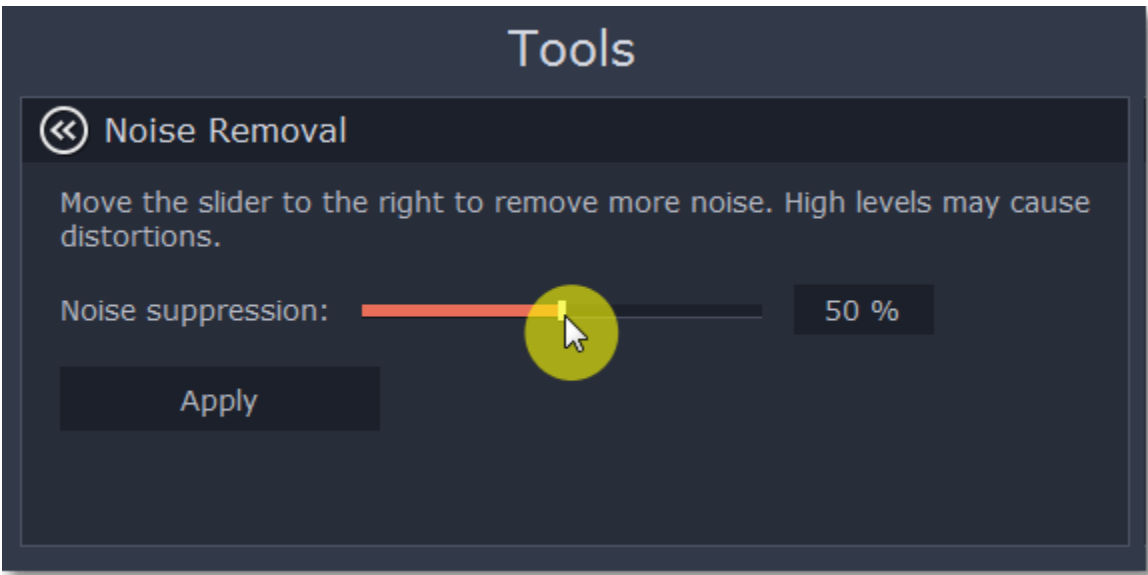 Tools
Noise Removal
Move the slider to the right to remove more noise. High levels may cause
distortions.
Noise suppression: 50 %
Apply